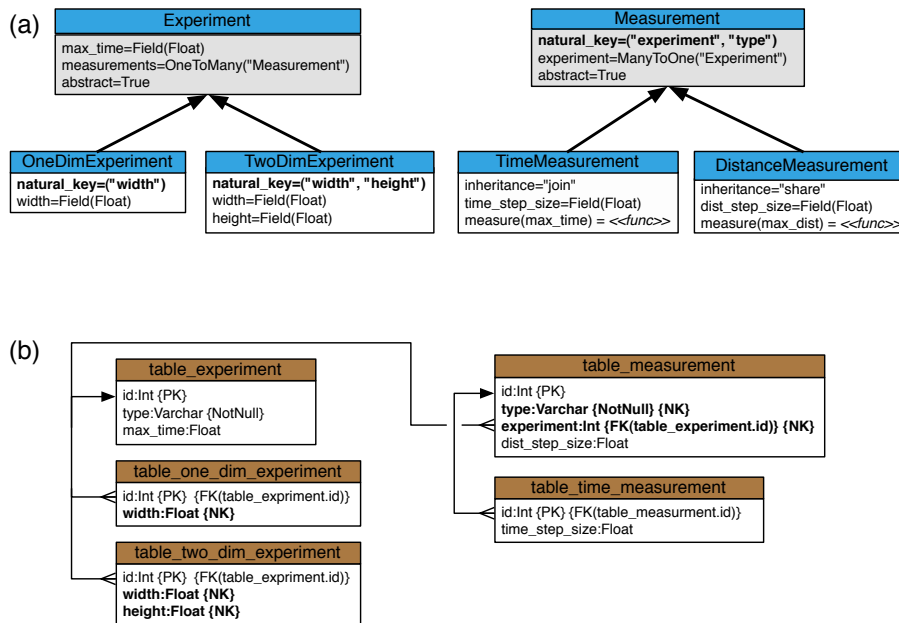 (a)
Experiment
max_time=Field(Float)
measurements=OneToMany("Measurement")
abstract=True
Measurement
natural_key=("experiment", "type")
experiment=ManyToOne("Experiment")
abstract=True
OneDimExperiment
natural_key=("width")
width=Field(Float)
TwoDimExperiment
natural_key=("width", "height")
width=Field(Float)
height=Field(Float)
TimeMeasurement
inheritance="join"
time_step_size=Field(Float)
measure(max_time) = <<func>>
DistanceMeasurement
inheritance="share"
dist_step_size=Field(Float)
measure(max_dist) = <<func>>
(b)
table_experiment
id:Int {PK}
type:Varchar {NotNull}
max_time:Float
table_one_dim_experiment
id:Int {PK} {FK(table_expriment.id)}
width:Float {NK}
table_two_dim_experiment
id:Int {PK} {FK(table_expriment.id)}
width:Float {NK}
height:Float {NK}
table_measurement
id:Int {PK}
type:Varchar {NotNull} {NK}
experiment:Int {FK(table_experiment.id)} {NK}
dist_step_size:Float
table_time_measurement
id:Int {PK} {FK(table_measurment.id)}
time_step_size:Float